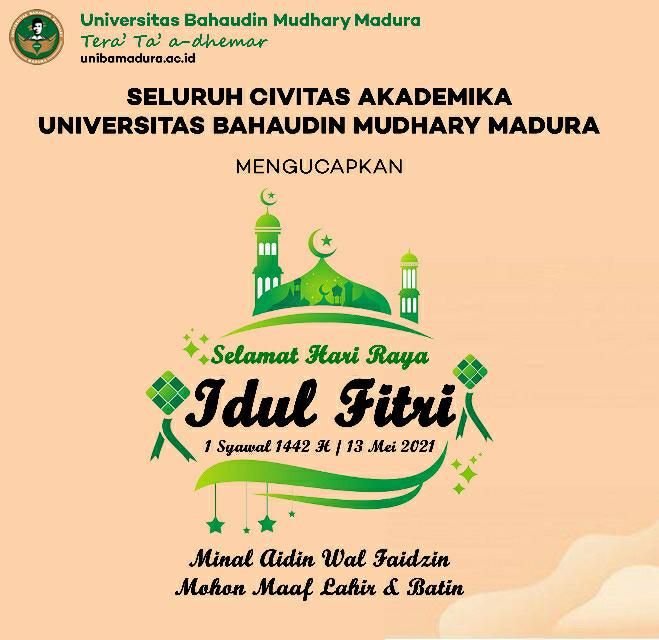 Universitas Bahaudin Mudhary Madura
Tera' Ta' a-dhemar
unibamadura.ac.id
SELURUH CIVITAS AKADEMIKA
UNIVERSITAS BAHAUDIN MUDHARY MADURA
MENGUCAPKAN
Selamat Hari Raya
Idul Fitri
1 Syawal 1442 H / 13 Mei 2021
Minal Aidin Wal Faidzin
Mohon Maaf Lahir & Batin